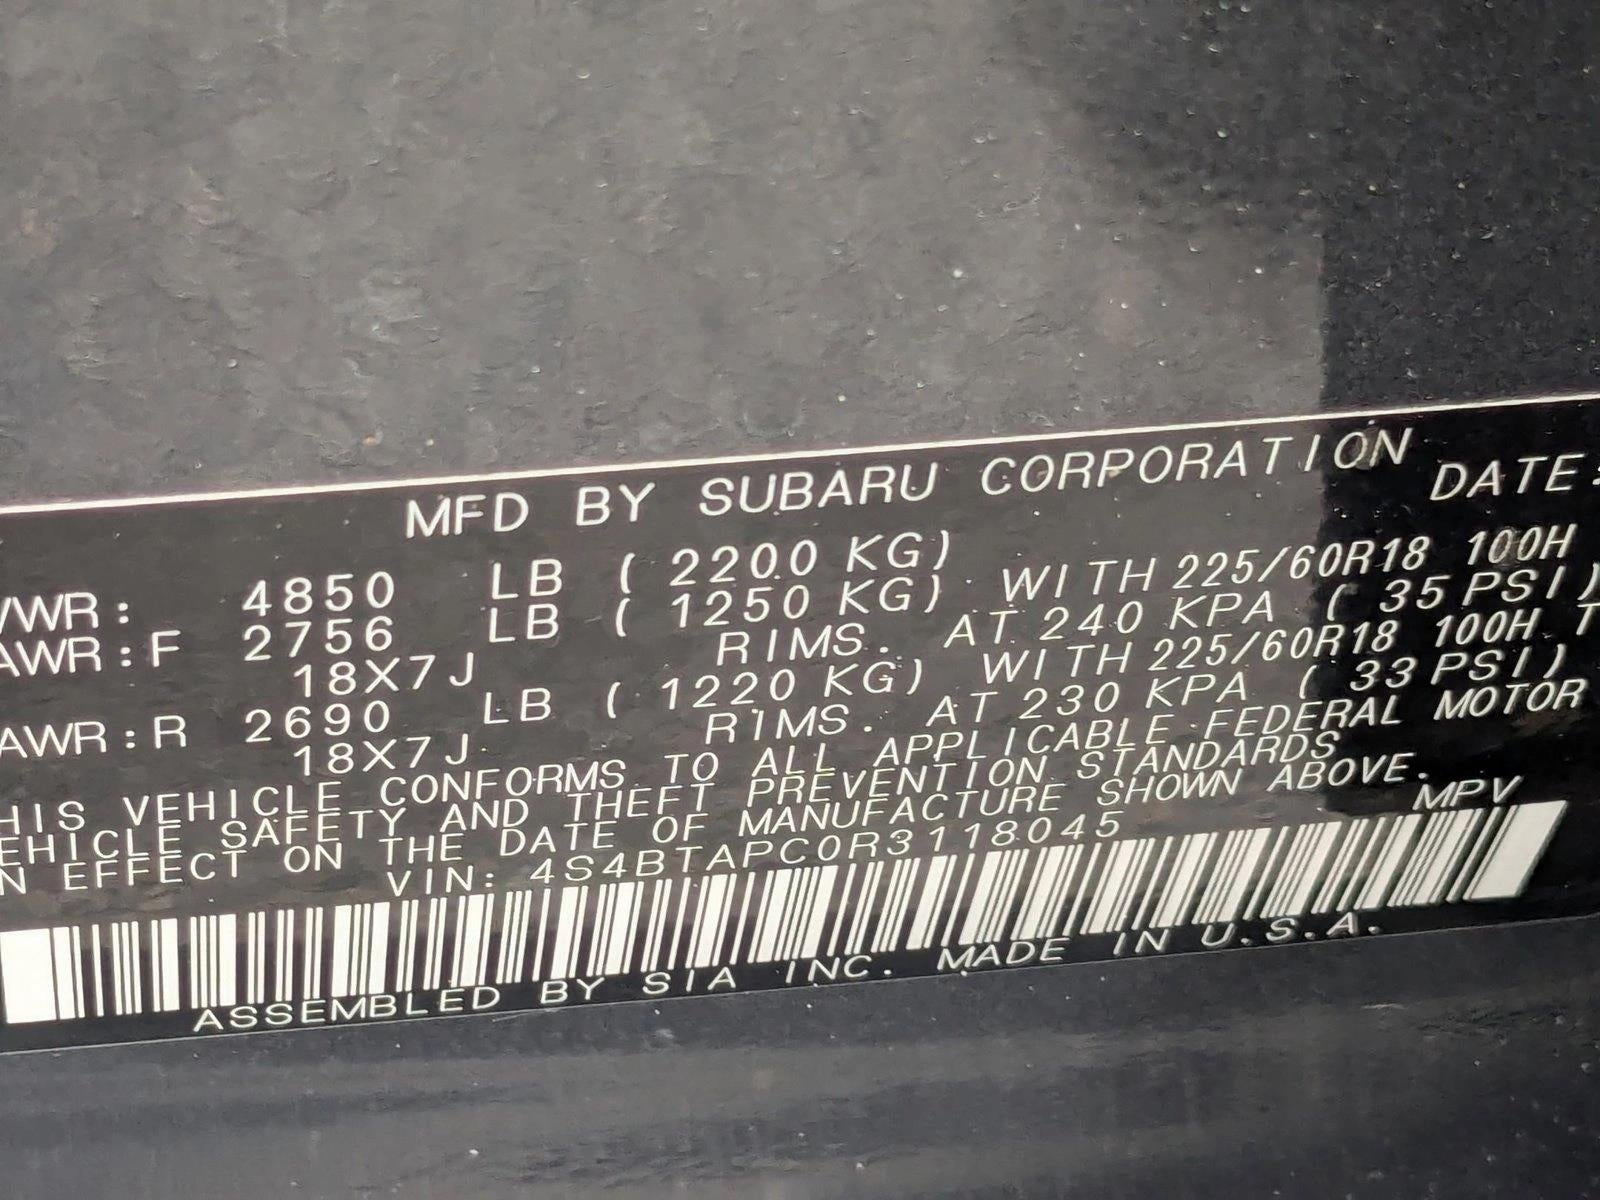 MFD BY SUBARU CORPORATION DATE:
VWR: 4850 LB ( 2200 KG)
AWR:F 2756 LB ( 1250 KG) WITH 225/60R18 100H
18X7J RIMS. AT 240 KPA ( 35 PSI)
AWR:R 2690 LB ( 1220 KG) WITH 225/60R18 100H T
18X7J RIMS. AT 230 KPA ( 33 PSI)
HIS VEHICLE CONFORMS TO ALL APPLICABLE FEDERAL MOTOR
EHICLE SAFETY AND THEFT PREVENTION STANDARDS
N EFFECT ON THE DATE OF MANUFACTURE SHOWN ABOVE.
VIN: 4S4BTAPC0R3118045 MPV
ASSEMBLED BY SIA INC. MADE IN U.S.A.